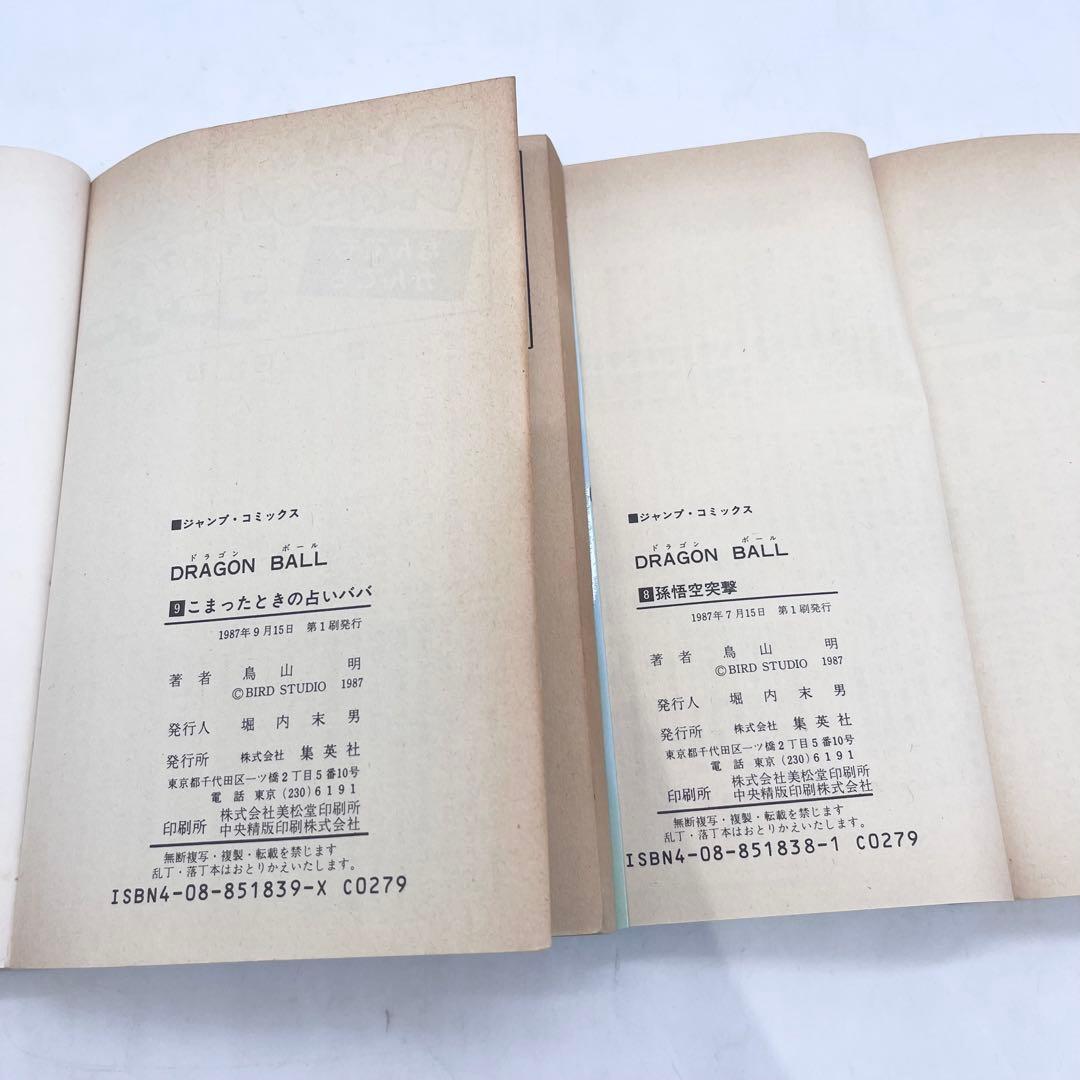 ■ジャンプ・コミックス
ドラゴン ボール
DRAGON BALL
9 こまったときの占いババ
1987年9月15日 第1刷発行
著者 鳥山 明
©BIRD STUDIO 1987
発行人 堀内末男
発行所 株式会社 集英社
東京都千代田区一ツ橋2丁目5番10号
電話 東京(230)6191
印刷所 株式会社美松堂印刷所
中央精版印刷株式会社
無断複写・複製・転載を禁じます
乱丁・落丁本はおとりかえいたします。
ISBN4-08-851839-X C0279
■ジャンプ・コミックス
ドラゴン ボール
DRAGON BALL
8 孫悟空突撃
1987年7月15日 第1刷発行
著者 鳥山 明
©BIRD STUDIO 1987
発行人 堀内末男
発行所 株式会社 集英社
東京都千代田区一ツ橋2丁目5番10号
電話 東京(230)6191
印刷所 株式会社美松堂印刷所
中央精版印刷株式会社
無断複写・複製・転載を禁じます
乱丁・落丁本はおとりかえいたします。
ISBN4-08-851838-1 C0279